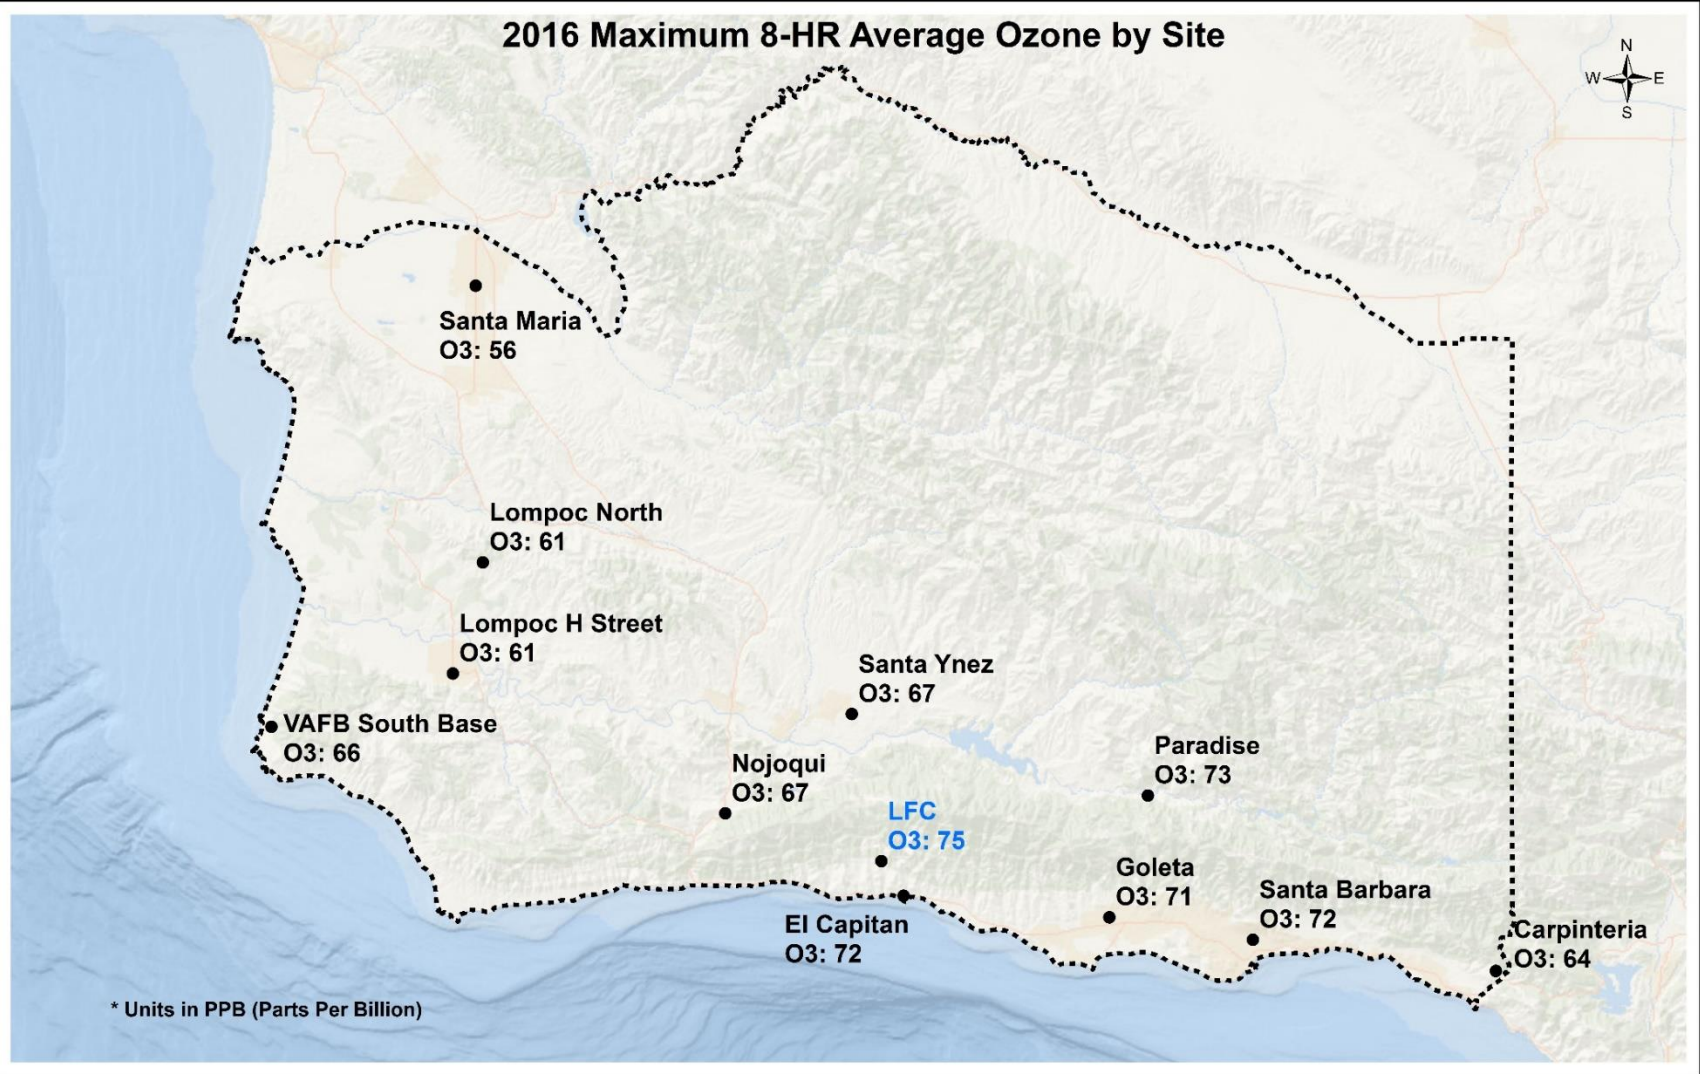 2016 Maximum 8-HR Average Ozone by Site
N
W E
S
Santa Maria
O3: 56
Lompoc North
O3: 61
Lompoc H Street
O3: 61
Santa Ynez
O3: 67
VAFB South Base
O3: 66
Nojoqui
O3: 67
Paradise
O3: 73
LFC
O3: 75
Goleta
O3: 71
Santa Barbara
O3: 72
El Capitan
O3: 72
Carpinteria
O3: 64
* Units in PPB (Parts Per Billion)